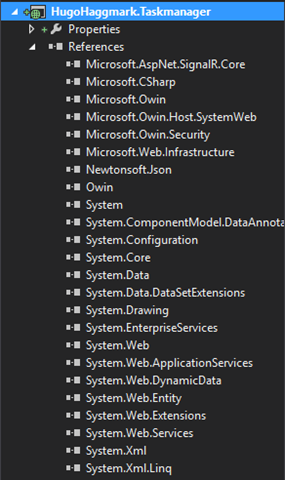 HugoHaggmark.Taskmanager
Properties
References
Microsoft.AspNet.SignalR.Core
Microsoft.CSharp
Microsoft.Owin
Microsoft.Owin.Host.SystemWeb
Microsoft.Owin.Security
Microsoft.Web.Infrastructure
Newtonsoft.Json
Owin
System
System.ComponentModel.DataAnnota
System.Configuration
System.Core
System.Data
System.Data.DataSetExtensions
System.Drawing
System.EnterpriseServices
System.Web
System.Web.ApplicationServices
System.Web.DynamicData
System.Web.Entity
System.Web.Extensions
System.Web.Services
System.Xml
System.Xml.Linq